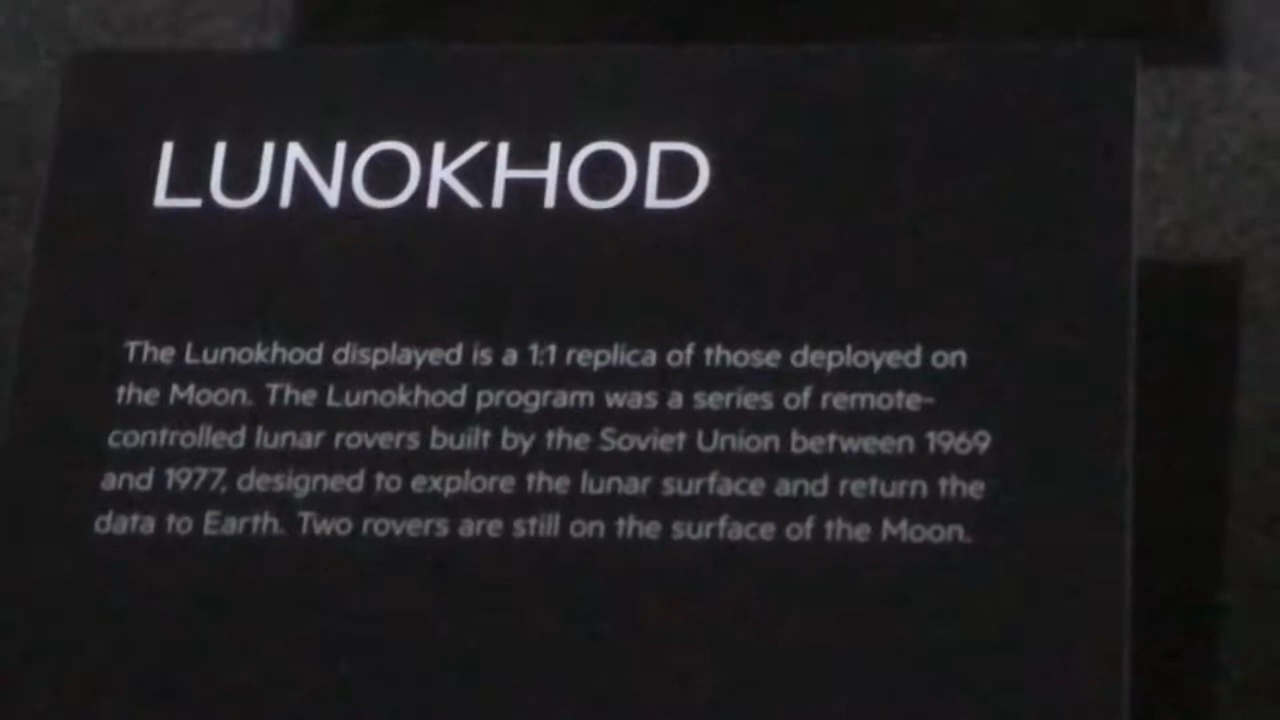 LUNOKHOD
The Lunokhod displayed is a 1:1 replica of those deployed on
the Moon. The Lunokhod program was a series of remote-
controlled lunar rovers built by the Soviet Union between 1969
and 1977, designed to explore the lunar surface and return the
data to Earth. Two rovers are still on the surface of the Moon.